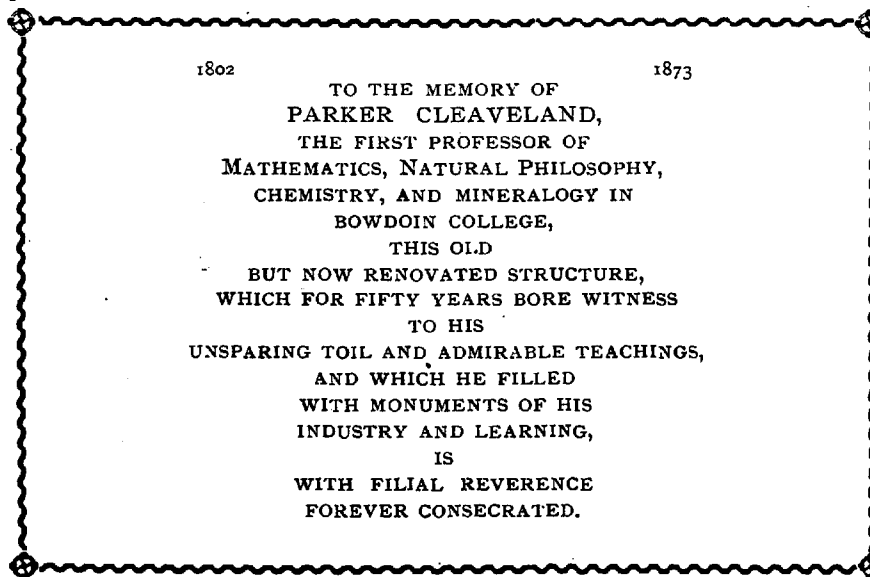 1802 1873
TO THE MEMORY OF
PARKER CLEAVELAND,
THE FIRST PROFESSOR OF
MATHEMATICS, NATURAL PHILOSOPHY,
CHEMISTRY, AND MINERALOGY IN
BOWDOIN COLLEGE,
THIS OLD
BUT NOW RENOVATED STRUCTURE,
WHICH FOR FIFTY YEARS BORE WITNESS
TO HIS
UNSPARING TOIL AND ADMIRABLE TEACHINGS,
AND WHICH HE FILLED
WITH MONUMENTS OF HIS
INDUSTRY AND LEARNING,
IS
WITH FILIAL REVERENCE
FOREVER CONSECRATED.